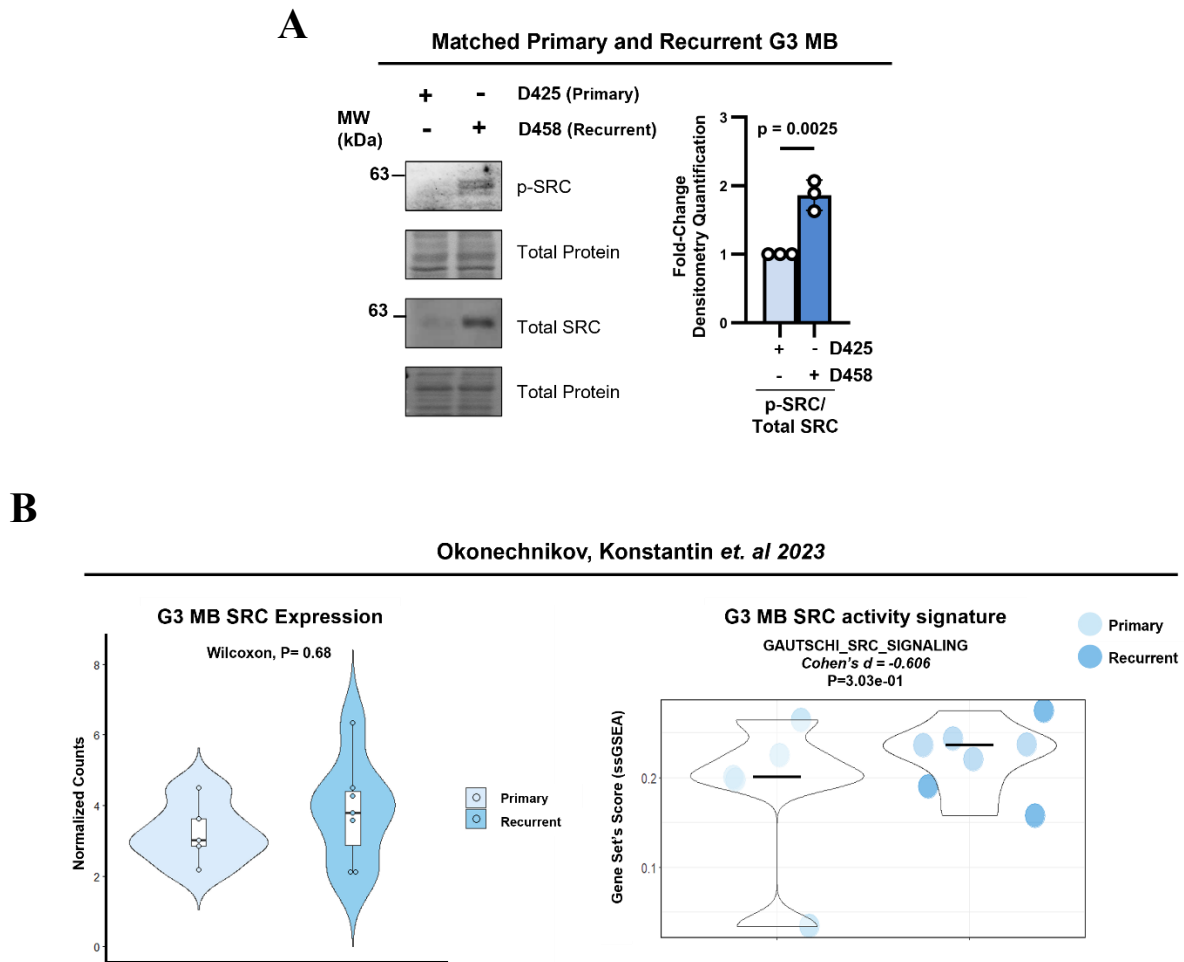 A
Matched Primary and Recurrent G3 MB
+ - D425 (Primary)
MW
(kDa)
- + D458 (Recurrent)
63
p-SRC
Total Protein
63
Total SRC
Total Protein
Fold-Change
Densitometry Quantification
3
2
1
0
p = 0.0025
+ - D425
- + D458
p-SRC/
Total SRC
B
Okonechnikov, Konstantin et. al 2023
G3 MB SRC Expression
Wilcoxon, P= 0.68
Normalized Counts
8
6
4
2
0
Primary
Recurrent
G3 MB SRC activity signature
GAUTSCHI_SRC_SIGNALING
Cohen's d = -0.606
P=3.03e-01
Gene Set's Score (ssGSEA)
0.2
0.1
Primary
Recurrent